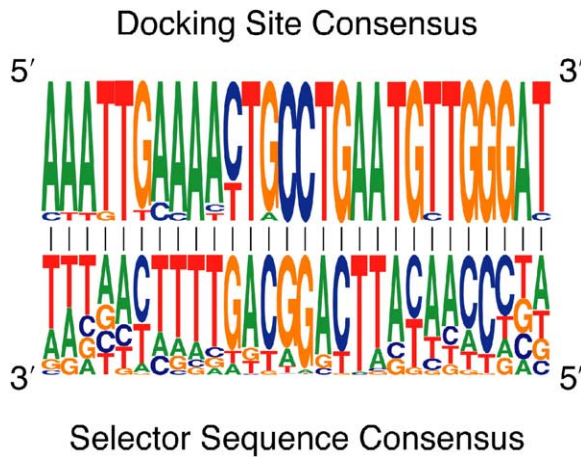 Docking Site Consensus
5′ 3′
AAATTGAAAACTGCCTGAATGTTGGGAT
TTTAACTTTTGACGGACTTACAACCCTA
3′ 5′
Selector Sequence Consensus